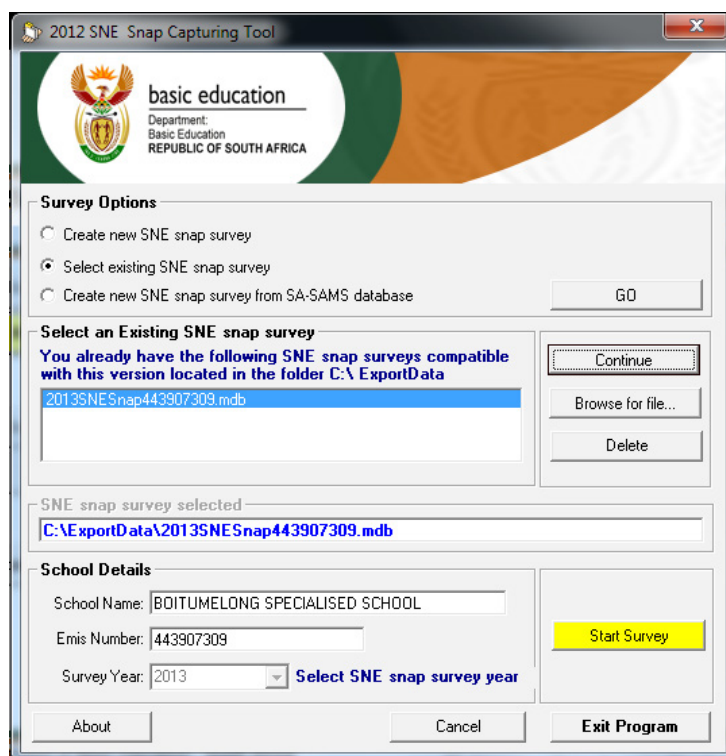 2012 SNE Snap Capturing Tool
basic education
Department:
Basic Education
REPUBLIC OF SOUTH AFRICA
Survey Options
Create new SNE snap survey
Select existing SNE snap survey
Create new SNE snap survey from SA-SAMS database
GO
Select an Existing SNE snap survey
You already have the following SNE snap surveys compatible
with this version located in the folder C:\ ExportData
2013SNESnap443907309.mdb
Continue
Browse for file...
Delete
SNE snap survey selected
C:\ExportData\2013SNESnap443907309.mdb
School Details
School Name: BOITUMELONG SPECIALISED SCHOOL
Emis Number: 443907309
Survey Year: 2013 Select SNE snap survey year
Start Survey
About
Cancel
Exit Program